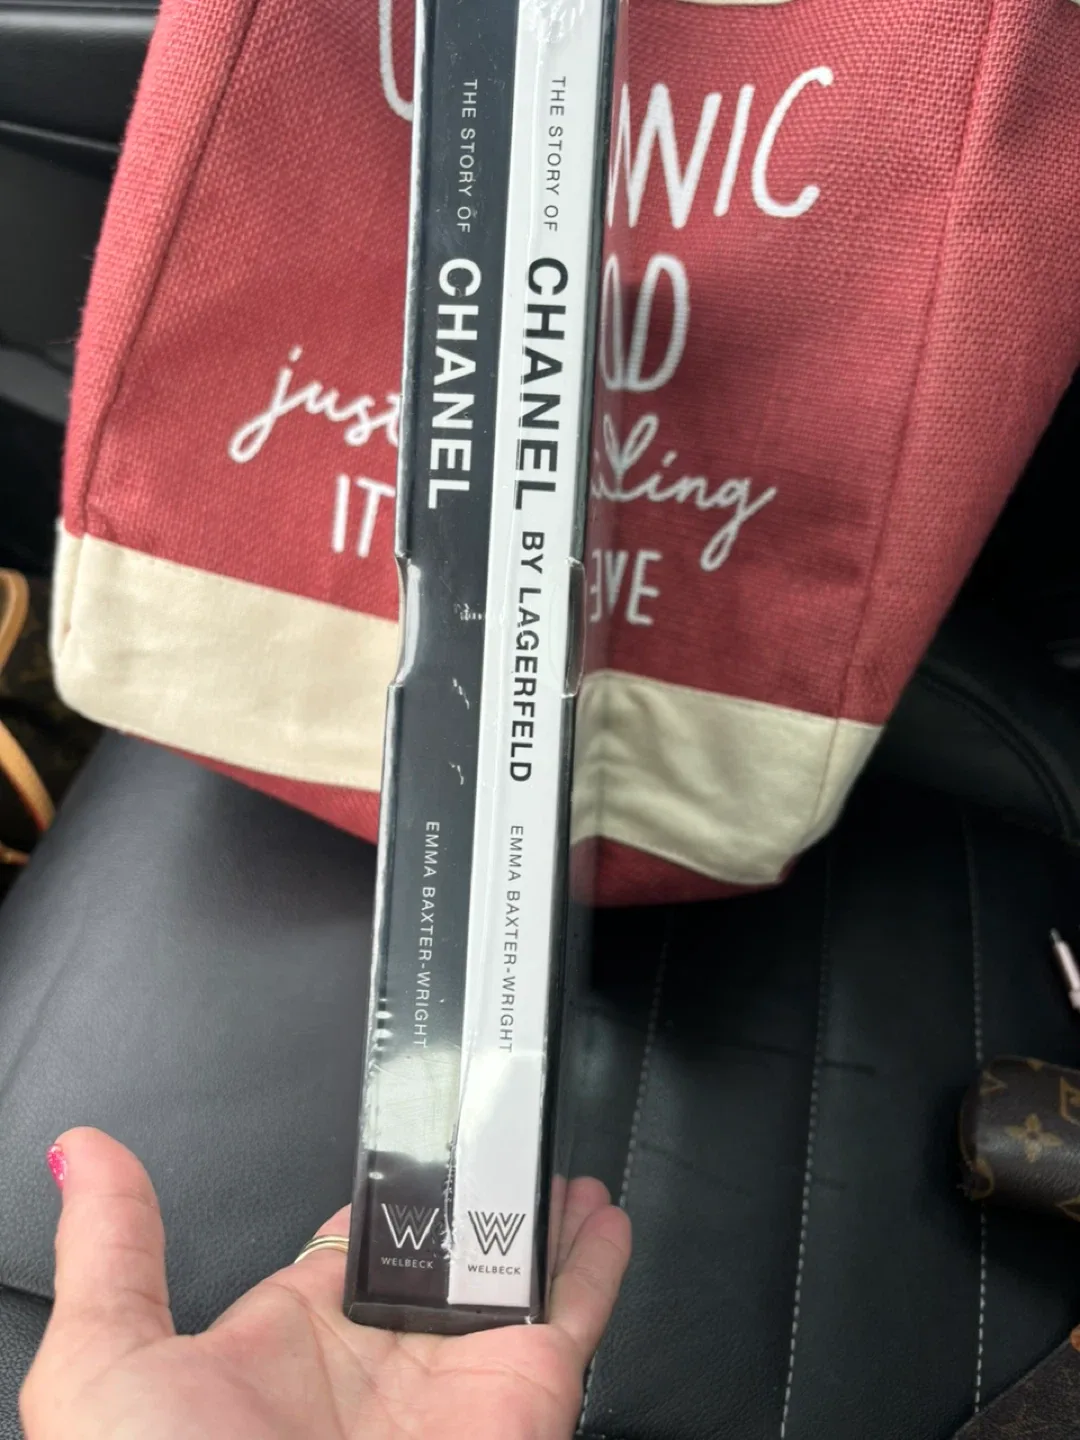 THE STORY OF CHANEL EMMA BAXTER-WRIGHT
WELBECK
THE STORY OF CHANEL BY LAGERFELD EMMA BAXTER-WRIGHT
WELBECK
just
IT